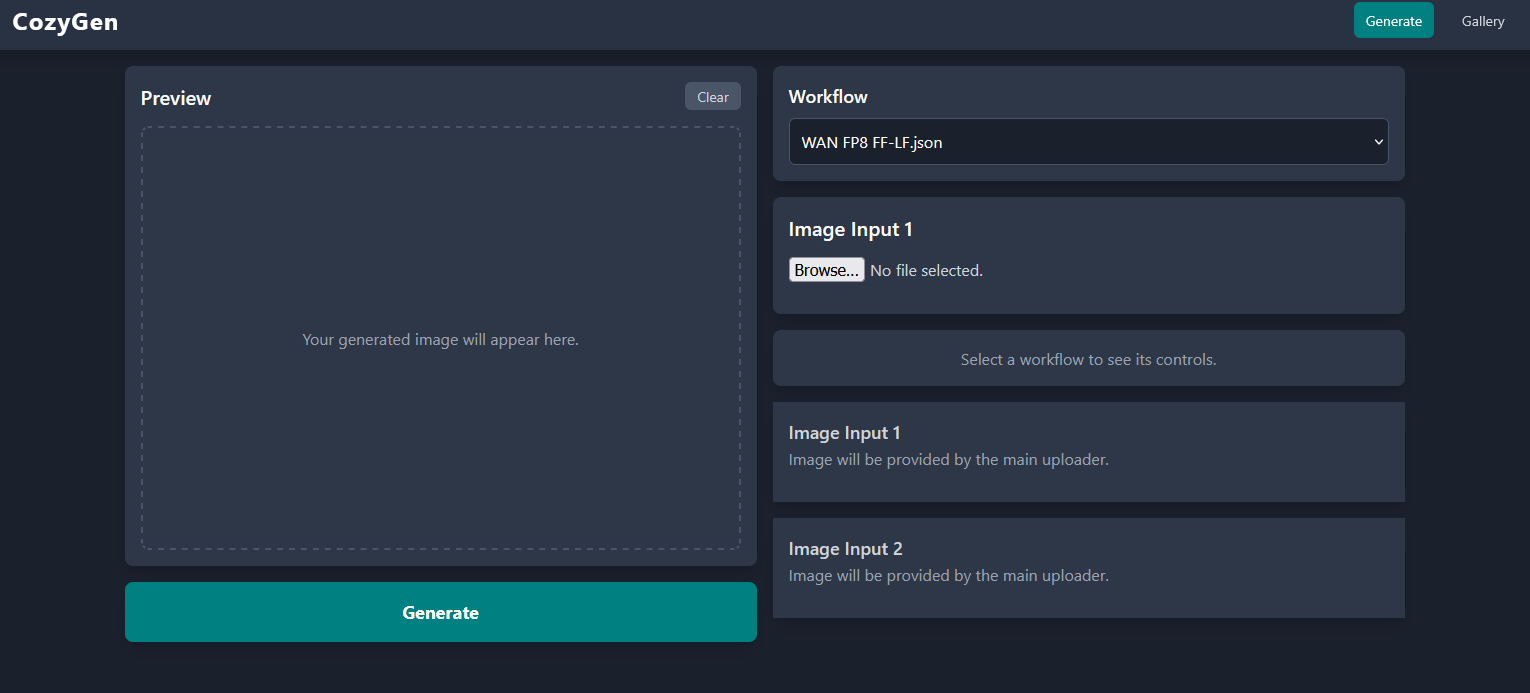 CozyGen
Generate
Gallery
Preview
Clear
Your generated image will appear here.
Generate
Workflow
WAN FP8 FF-LF.json
Image Input 1
Browse... No file selected.
Select a workflow to see its controls.
Image Input 1
Image will be provided by the main uploader.
Image Input 2
Image will be provided by the main uploader.